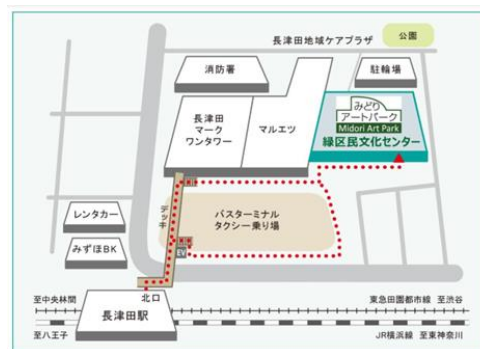 長津田地域ケアプラザ
公園
消防署
駐輪場
みどり
アートパーク
Midori Art Park
緑区民文化センター
長津田
マーク
ワンタワー
マルエツ
デッキ
バスターミナル
タクシー乗り場
EV
レンタカー
みずほBK
北口
長津田駅
至中央林間
東急田園都市線 至渋谷
至八王子
JR横浜線 至東神奈川